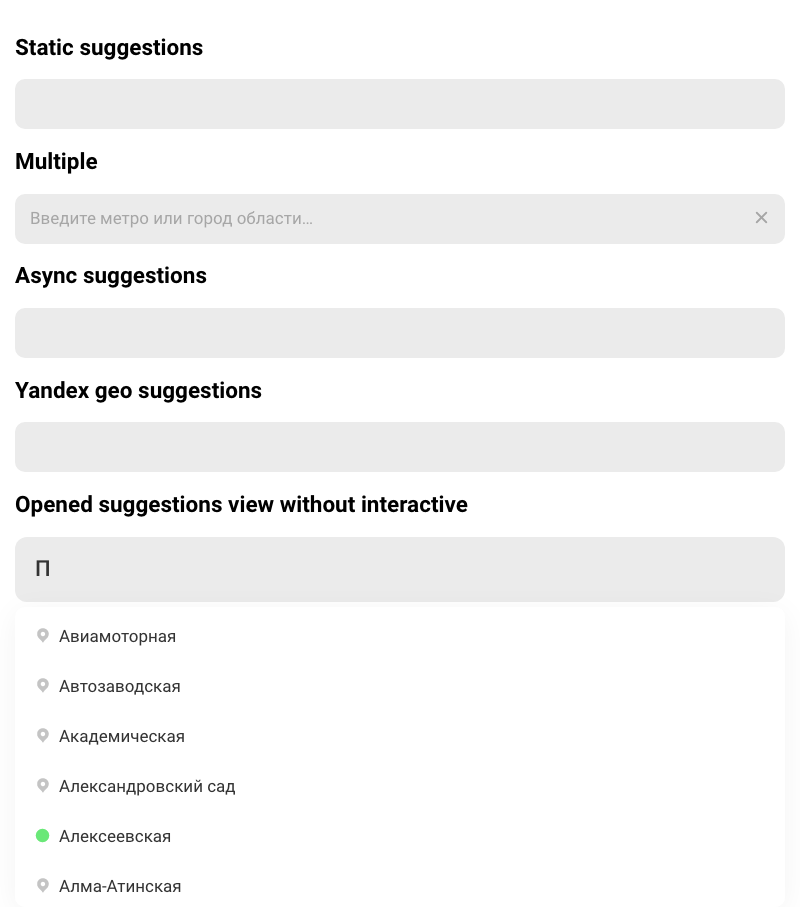 Static suggestions
Multiple
Введите метро или город области…
Async suggestions
Yandex geo suggestions
Opened suggestions view without interactive
П
Авиамоторная
Автозаводская
Академическая
Александровский сад
Алексеевская
Алма-Атинская